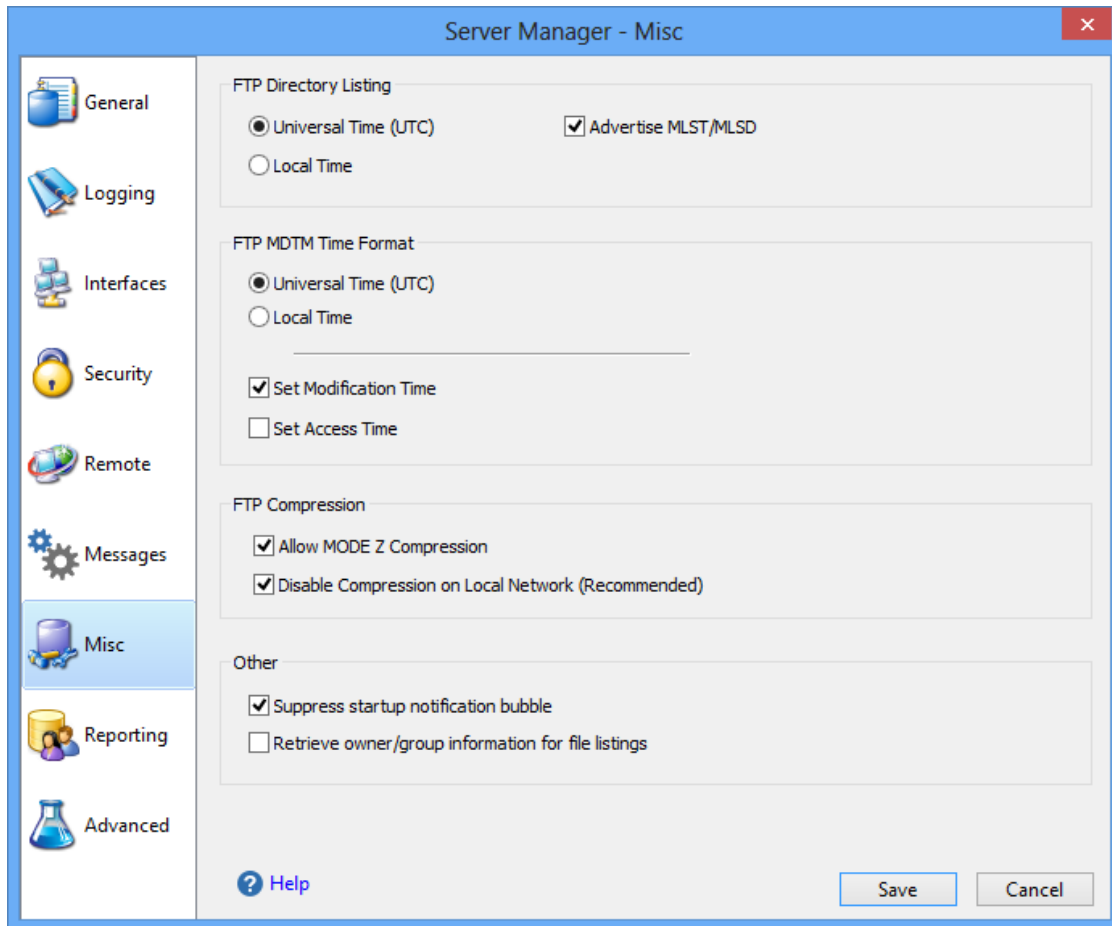 Server Manager - Misc
General
Logging
Interfaces
Security
Remote
Messages
Misc
Reporting
Advanced
FTP Directory Listing
Universal Time (UTC)
Advertise MLST/MLSD
Local Time
FTP MDTM Time Format
Universal Time (UTC)
Local Time
Set Modification Time
Set Access Time
FTP Compression
Allow MODE Z Compression
Disable Compression on Local Network (Recommended)
Other
Suppress startup notification bubble
Retrieve owner/group information for file listings
Help
Save
Cancel